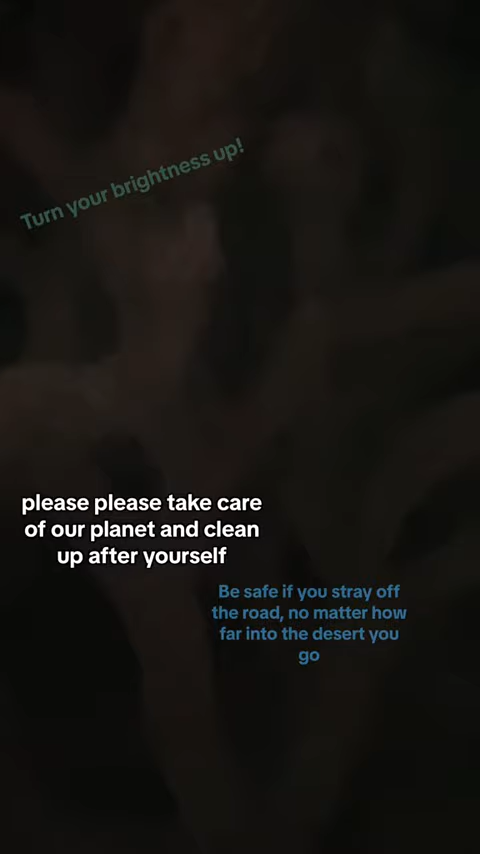 Turn your brightness up!
please please take care
of our planet and clean
up after yourself
Be safe if you stray off
the road, no matter how
far into the desert you
go